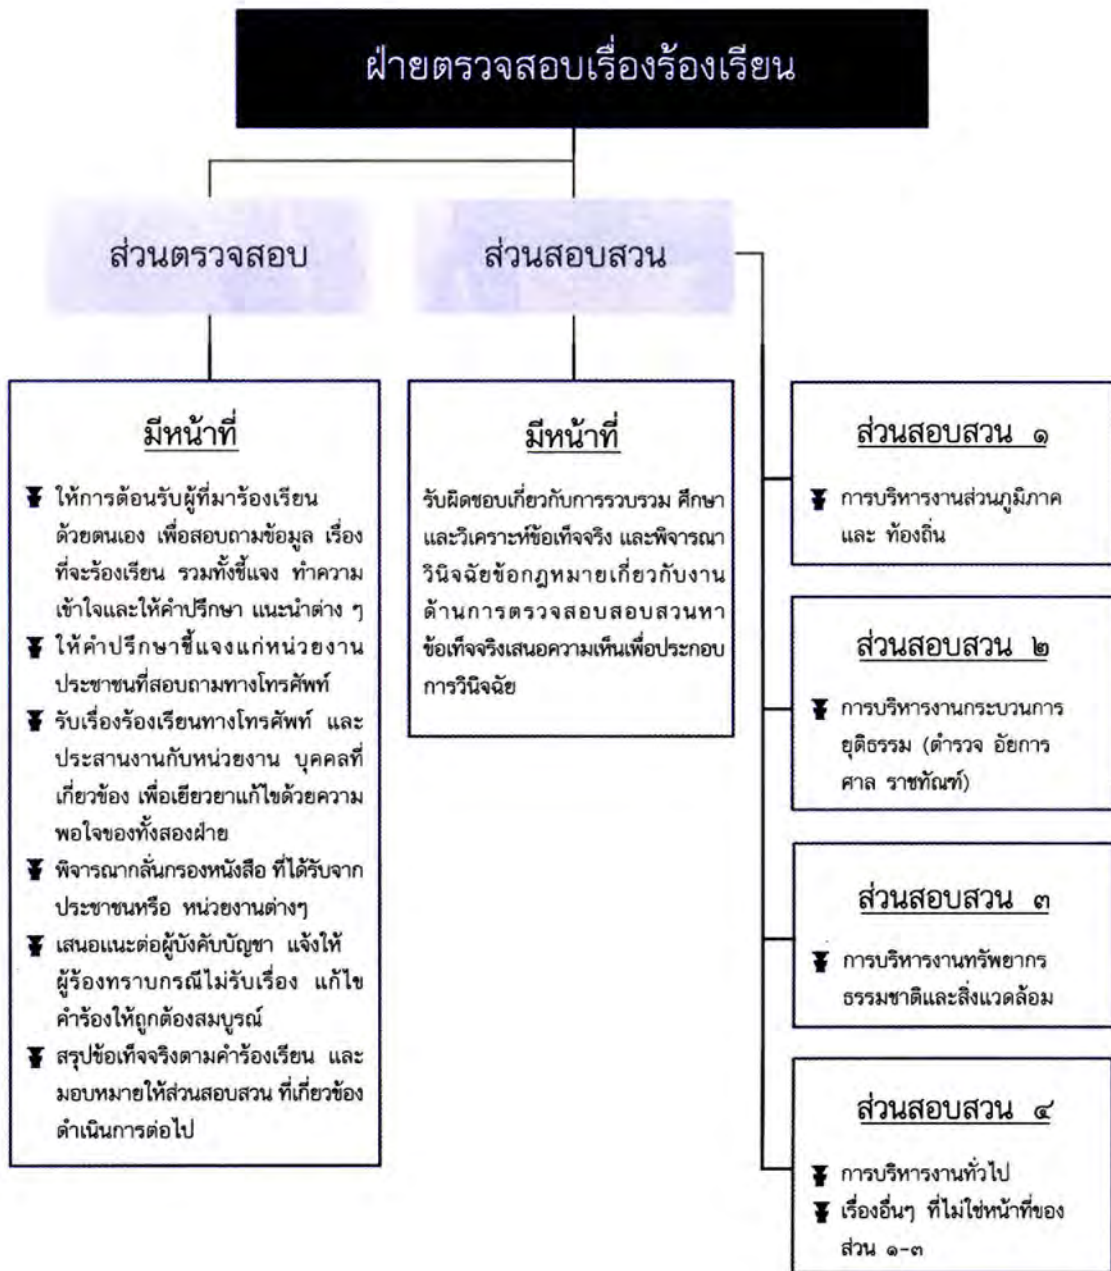 ฝ่ายตรวจสอบเรื่องร้องเรียน
ส่วนตรวจสอบ
ส่วนสอบสวน
มีหน้าที่
ให้การต้อนรับผู้ที่มาร้องเรียน
ด้วยตนเอง เพื่อสอบถามข้อมูล เรื่อง
ที่จะร้องเรียน รวมทั้งชี้แจง ทำความ
เข้าใจและให้คำปรึกษา แนะนำต่าง ๆ
ให้คำปรึกษาชี้แจงแก่หน่วยงาน
ประชาชนที่สอบถามทางโทรศัพท์
รับเรื่องร้องเรียนทางโทรศัพท์ และ
ประสานงานกับหน่วยงาน บุคคลที่
เกี่ยวข้อง เพื่อเยียวยาแก้ไขด้วยความ
พอใจของทั้งสองฝ่าย
พิจารณากลั่นกรองหนังสือ ที่ได้รับจาก
ประชาชนหรือ หน่วยงานต่างๆ
เสนอแนะต่อผู้บังคับบัญชา แจ้งให้
ผู้ร้องทราบกรณีไม่รับเรื่อง แก้ไข
คำร้องให้ถูกต้องสมบูรณ์
สรุปข้อเท็จจริงตามคำร้องเรียน และ
มอบหมายให้ส่วนสอบสวน ที่เกี่ยวข้อง
ดำเนินการต่อไป
มีหน้าที่
รับผิดชอบเกี่ยวกับการรวบรวม ศึกษา
และวิเคราะห์ข้อเท็จจริง และพิจารณา
วินิจฉัยข้อกฎหมายเกี่ยวกับงาน
ด้านการตรวจสอบสอบสวนหา
ข้อเท็จจริงเสนอความเห็นเพื่อประกอบ
การวินิจฉัย
ส่วนสอบสวน ๑
การบริหารงานส่วนภูมิภาค
และ ท้องถิ่น
ส่วนสอบสวน ๒
การบริหารงานกระบวนการ
ยุติธรรม (ตำรวจ อัยการ
ศาล ราชทัณฑ์)
ส่วนสอบสวน ๓
การบริหารงานทรัพยากร
ธรรมชาติและสิ่งแวดล้อม
ส่วนสอบสวน ๔
การบริหารงานทั่วไป
เรื่องอื่นๆ ที่ไม่ใช่หน้าที่ของ
ส่วน ๑-๓